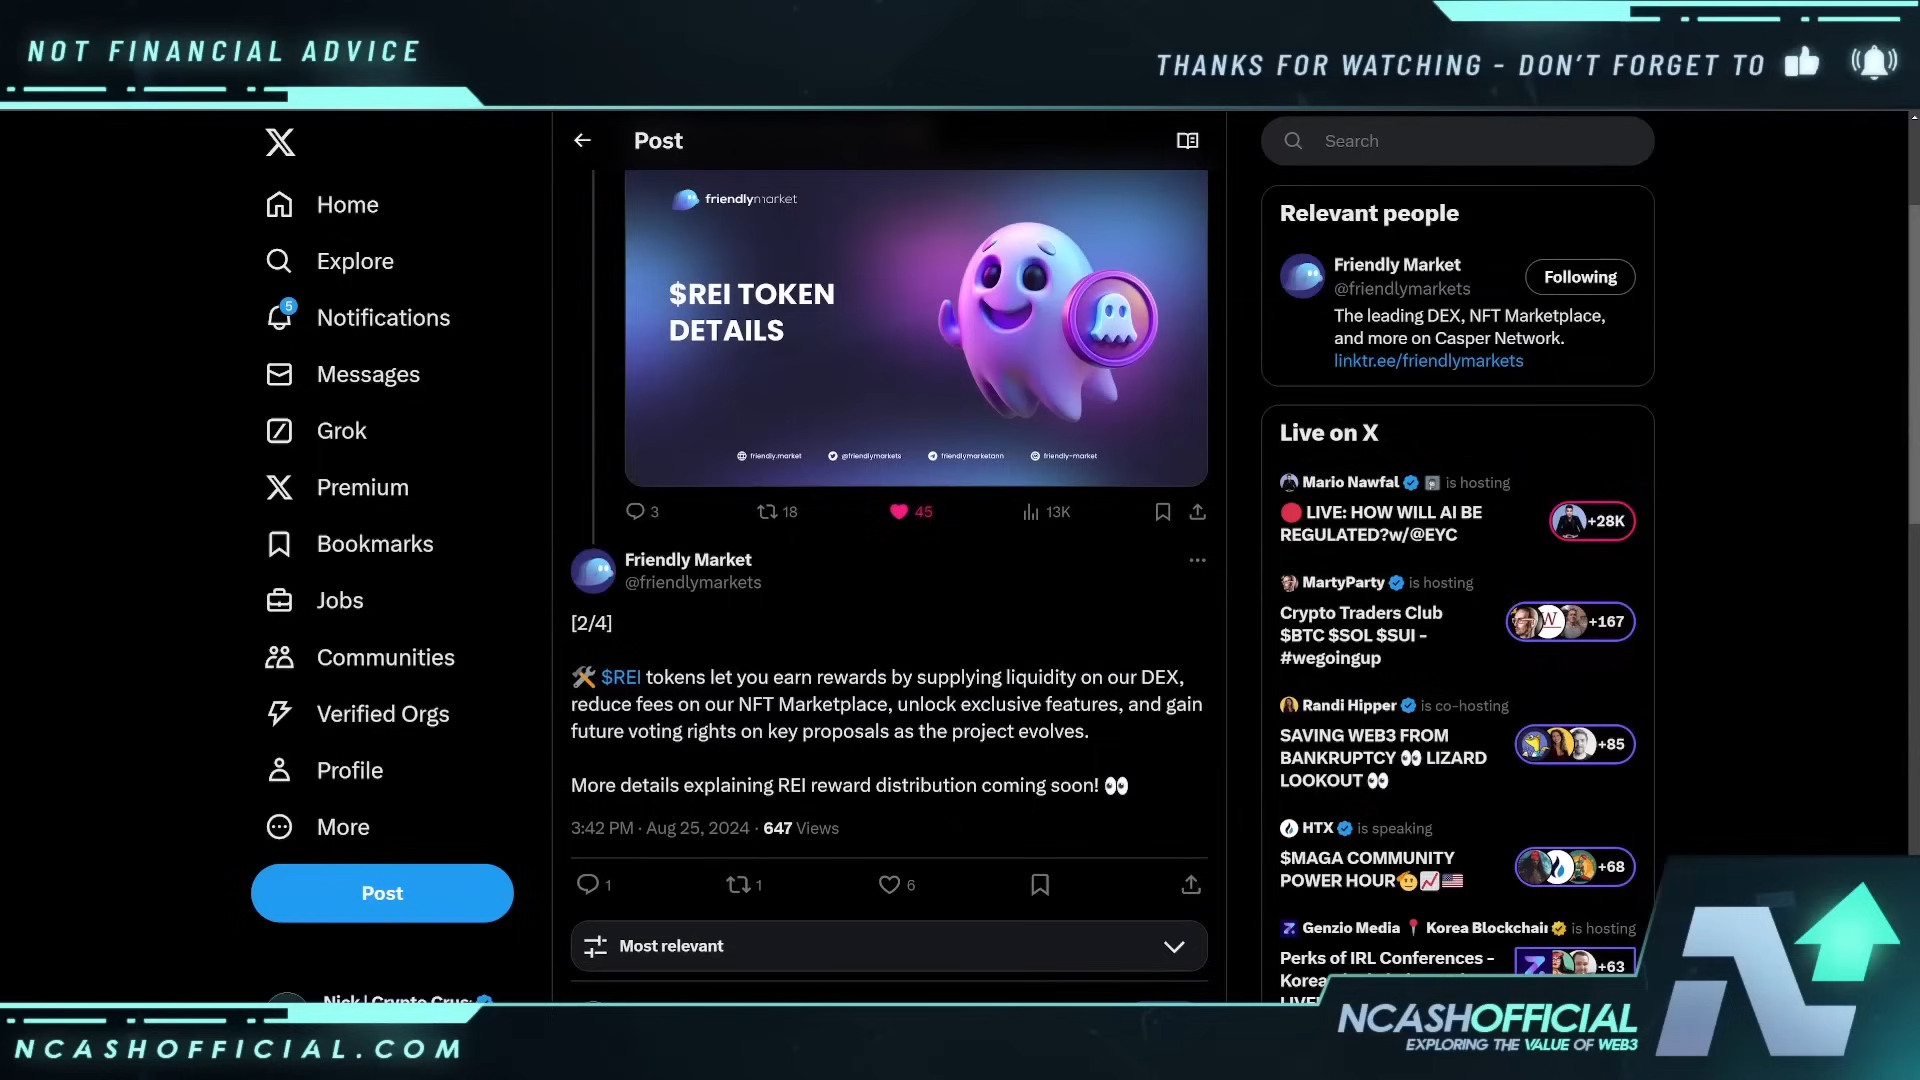 NOT FINANCIAL ADVICE
THANKS FOR WATCHING - DON'T FORGET TO
Home
Explore
5
Notifications
Messages
Grok
Premium
Bookmarks
Jobs
Communities
Verified Orgs
Profile
More
Post
Post
friendlymarket
$REI TOKEN
DETAILS
friendly.market
@friendlymarkets
friendlymarketann
friendly-market
3
18
45
13K
Friendly Market
@friendlymarkets
[2/4]
🛠️ $REI tokens let you earn rewards by supplying liquidity on our DEX,
reduce fees on our NFT Marketplace, unlock exclusive features, and gain
future voting rights on key proposals as the project evolves.
More details explaining REI reward distribution coming soon! 👀
3:42 PM · Aug 25, 2024 · 647 Views
1
1
6
Most relevant
Search
Relevant people
Friendly Market
@friendlymarkets
Following
The leading DEX, NFT Marketplace,
and more on Casper Network.
linktr.ee/friendlymarkets
Live on X
Mario Nawfal is hosting
🔴 LIVE: HOW WILL AI BE
REGULATED?w/@EYC
+28K
MartyParty is hosting
Crypto Traders Club
$BTC $SOL $SUI -
#wegoingup
+167
Randi Hipper is co-hosting
SAVING WEB3 FROM
BANKRUPTCY 👀 LIZARD
LOOKOUT 👀
+85
HTX is speaking
$MAGA COMMUNITY
POWER HOUR🫡📈🇺🇸
+68
Genzio Media 📍 Korea Blockchain is hosting
Perks of IRL Conferences -
Korea
+63
NCASHOFFICIAL.COM
NCASHOFFICIAL
EXPLORING THE VALUE OF WEB3